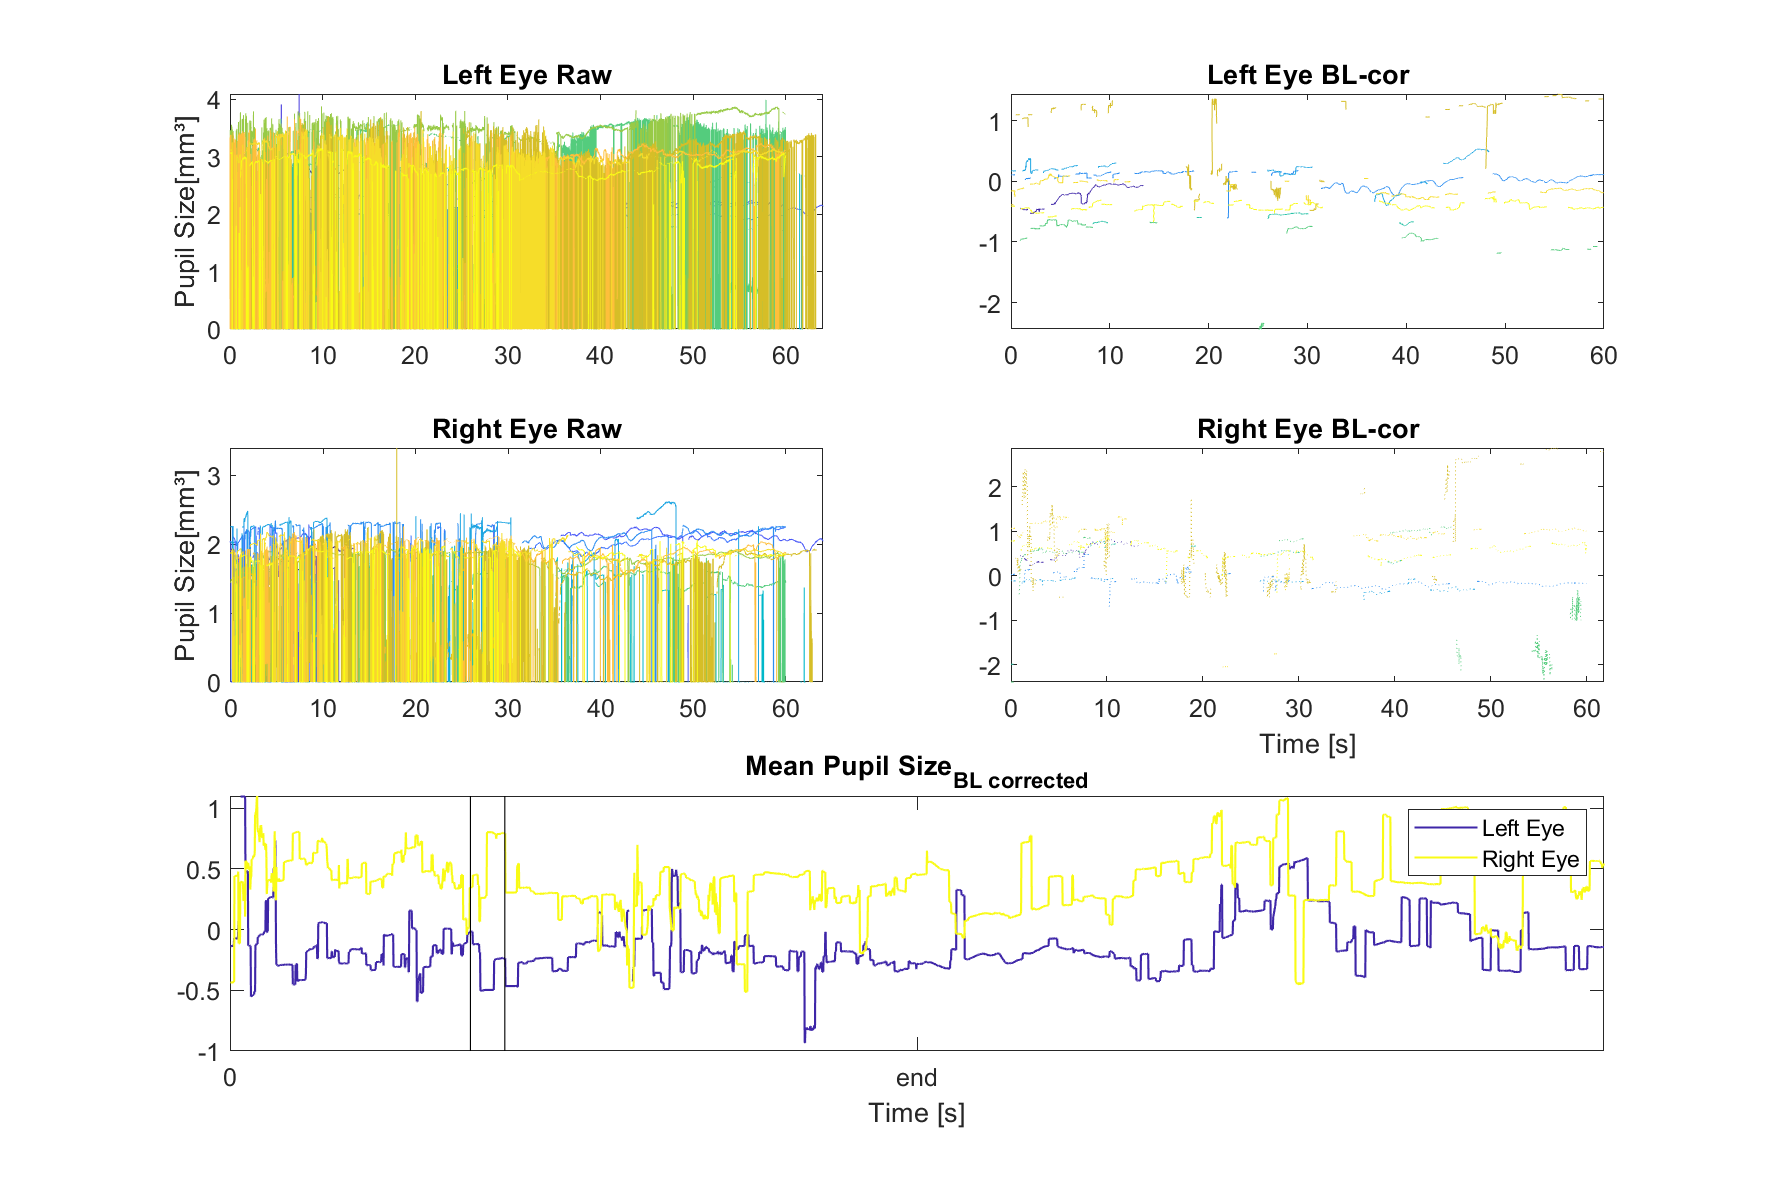 Left Eye Raw
Pupil Size[mm³]
4
3
2
1
0
0 10 20 30 40 50 60
Left Eye BL-cor
1
0
-1
-2
0 10 20 30 40 50 60
Right Eye Raw
Pupil Size[mm³]
3
2
1
0
0 10 20 30 40 50 60
Right Eye BL-cor
2
1
0
-1
-2
0 10 20 30 40 50 60
Time [s]
Mean Pupil Size BL corrected
1
0.5
0
-0.5
-1
Left Eye
Right Eye
0 end
Time [s]